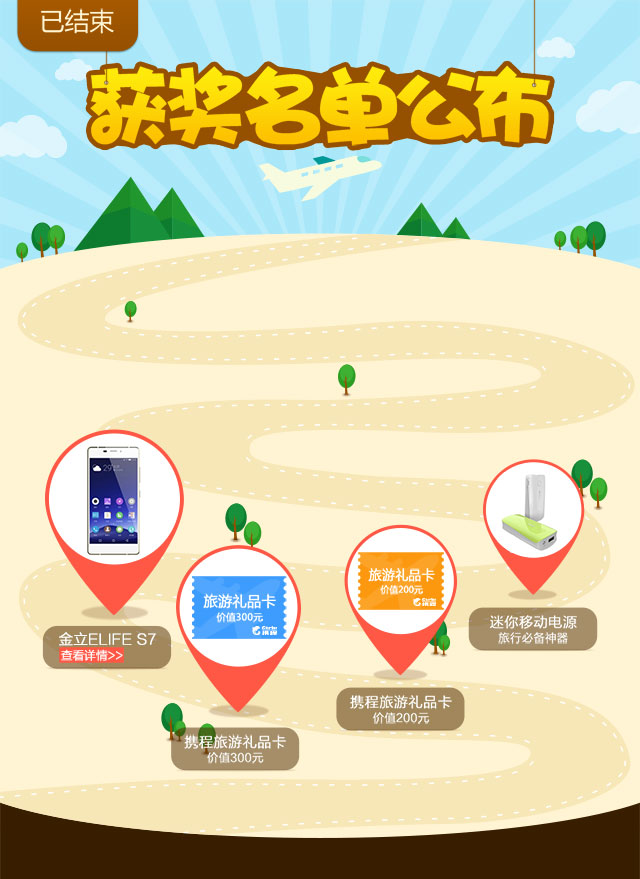 已结束
获奖名单公布
金立ELIFE S7
查看详情>>
旅游礼品卡
价值300元
携程旅游礼品卡
价值300元
旅游礼品卡
价值200元
携程旅游礼品卡
价值200元
迷你移动电源
旅行必备神器